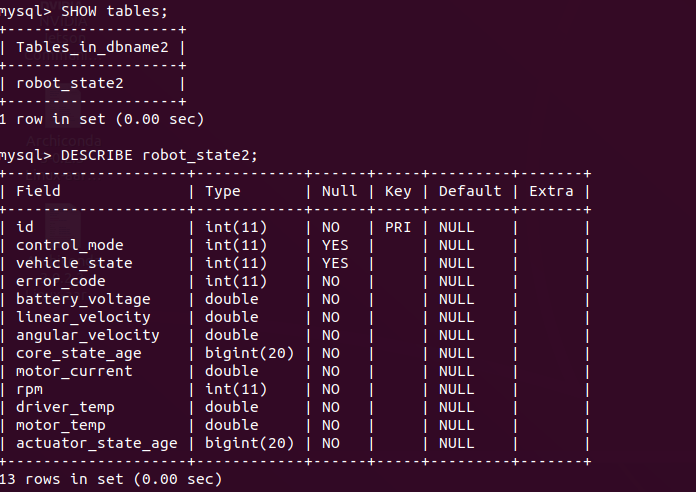 mysql> SHOW tables;
+-------------------+
| Tables_in_dbname2 |
+-------------------+
| robot_state2      |
+-------------------+
1 row in set (0.00 sec)
mysql> DESCRIBE robot_state2;
+--------------------+------------+------+-----+---------+-------+
| Field              | Type       | Null | Key | Default | Extra |
+--------------------+------------+------+-----+---------+-------+
| id                 | int(11)    | NO   | PRI | NULL    |       |
| control_mode       | int(11)    | YES  |     | NULL    |       |
| vehicle_state      | int(11)    | YES  |     | NULL    |       |
| error_code         | int(11)    | NO   |     | NULL    |       |
| battery_voltage    | double     | NO   |     | NULL    |       |
| linear_velocity    | double     | NO   |     | NULL    |       |
| angular_velocity   | double     | NO   |     | NULL    |       |
| core_state_age     | bigint(20) | NO   |     | NULL    |       |
| motor_current      | double     | NO   |     | NULL    |       |
| rpm                | int(11)    | NO   |     | NULL    |       |
| driver_temp        | double     | NO   |     | NULL    |       |
| motor_temp         | double     | NO   |     | NULL    |       |
| actuator_state_age | bigint(20) | NO   |     | NULL    |       |
+--------------------+------------+------+-----+---------+-------+
13 rows in set (0.00 sec)